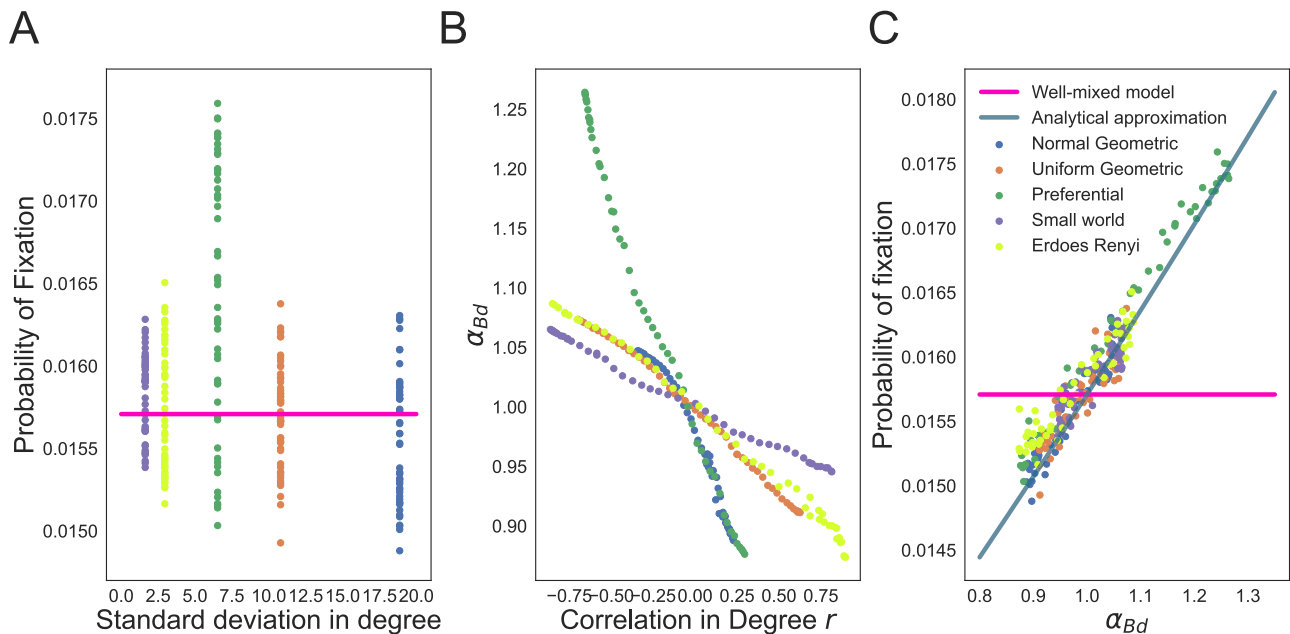 A
B
C
Probability of Fixation
0.0175
0.0170
0.0165
0.0160
0.0155
0.0150
0.0 2.5 5.0 7.5 10.0 12.5 15.0 17.5 20.0
Standard deviation in degree
α_Bd
1.25
1.20
1.15
1.10
1.05
1.00
0.95
0.90
−0.75 −0.50 −0.25 0.00 0.25 0.50 0.75
Correlation in Degree r
Probability of fixation
0.0180
0.0175
0.0170
0.0165
0.0160
0.0155
0.0150
0.0145
Well-mixed model
Analytical approximation
Normal Geometric
Uniform Geometric
Preferential
Small world
Erdoes Renyi
0.8 0.9 1.0 1.1 1.2 1.3
α_Bd